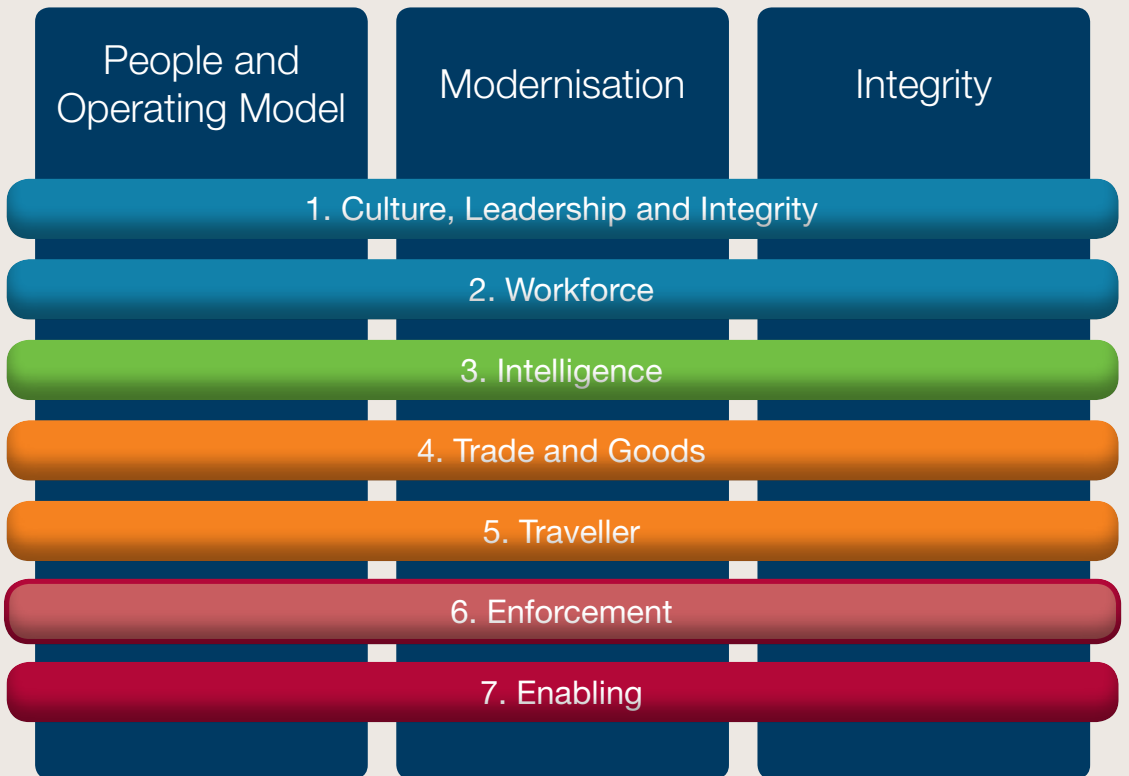 People and
Operating Model
Modernisation
Integrity
1. Culture, Leadership and Integrity
2. Workforce
3. Intelligence
4. Trade and Goods
5. Traveller
6. Enforcement
7. Enabling